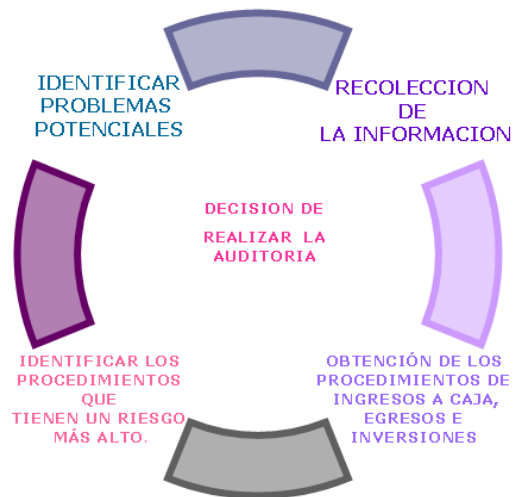 IDENTIFICAR
PROBLEMAS
POTENCIALES
RECOLECCION
DE
LA INFORMACION
DECISION DE
REALIZAR LA
AUDITORIA
IDENTIFICAR LOS
PROCEDIMIENTOS
QUE
TIENEN UN RIESGO
MÁS ALTO.
OBTENCIÓN DE LOS
PROCEDIMIENTOS DE
INGRESOS A CAJA,
EGRESOS E
INVERSIONES